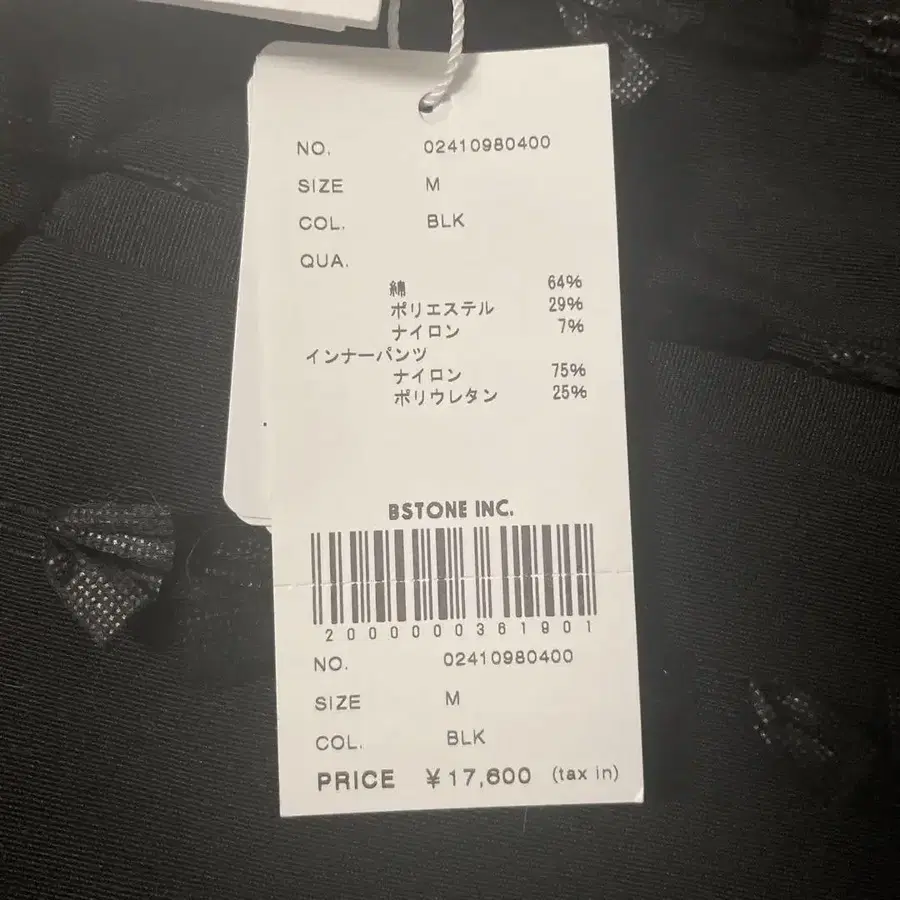 NO. 02410980400
SIZE M
COL. BLK
QUA.
綿 64%
ポリエステル 29%
ナイロン 7%
インナーパンツ
ナイロン 75%
ポリウレタン 25%
BSTONE INC.
2000000361901
NO. 02410980400
SIZE M
COL. BLK
PRICE ¥17,600 (tax in)